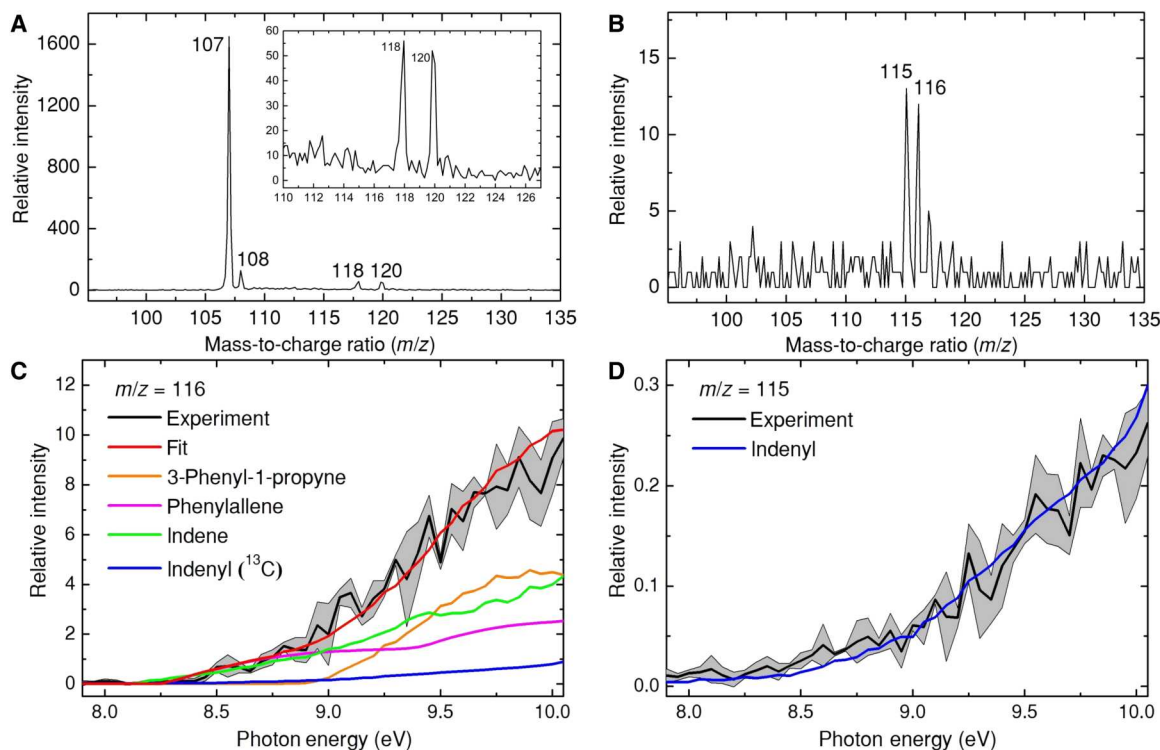 A
Relative intensity
1600
1200
800
400
0
107
108
118
120
60
50
40
30
20
10
0
118
120
110 112 114 116 118 120 122 124 126
100 105 110 115 120 125 130 135
Mass-to-charge ratio (m/z)
B
Relative intensity
15
10
5
0
115
116
100 105 110 115 120 125 130 135
Mass-to-charge ratio (m/z)
C
Relative intensity
12
10
8
6
4
2
0
m/z = 116
Experiment
Fit
3-Phenyl-1-propyne
Phenylallene
Indene
Indenyl (¹³C)
8.0 8.5 9.0 9.5 10.0
Photon energy (eV)
D
Relative intensity
0.3
0.2
0.1
0.0
m/z = 115
Experiment
Indenyl
8.0 8.5 9.0 9.5 10.0
Photon energy (eV)